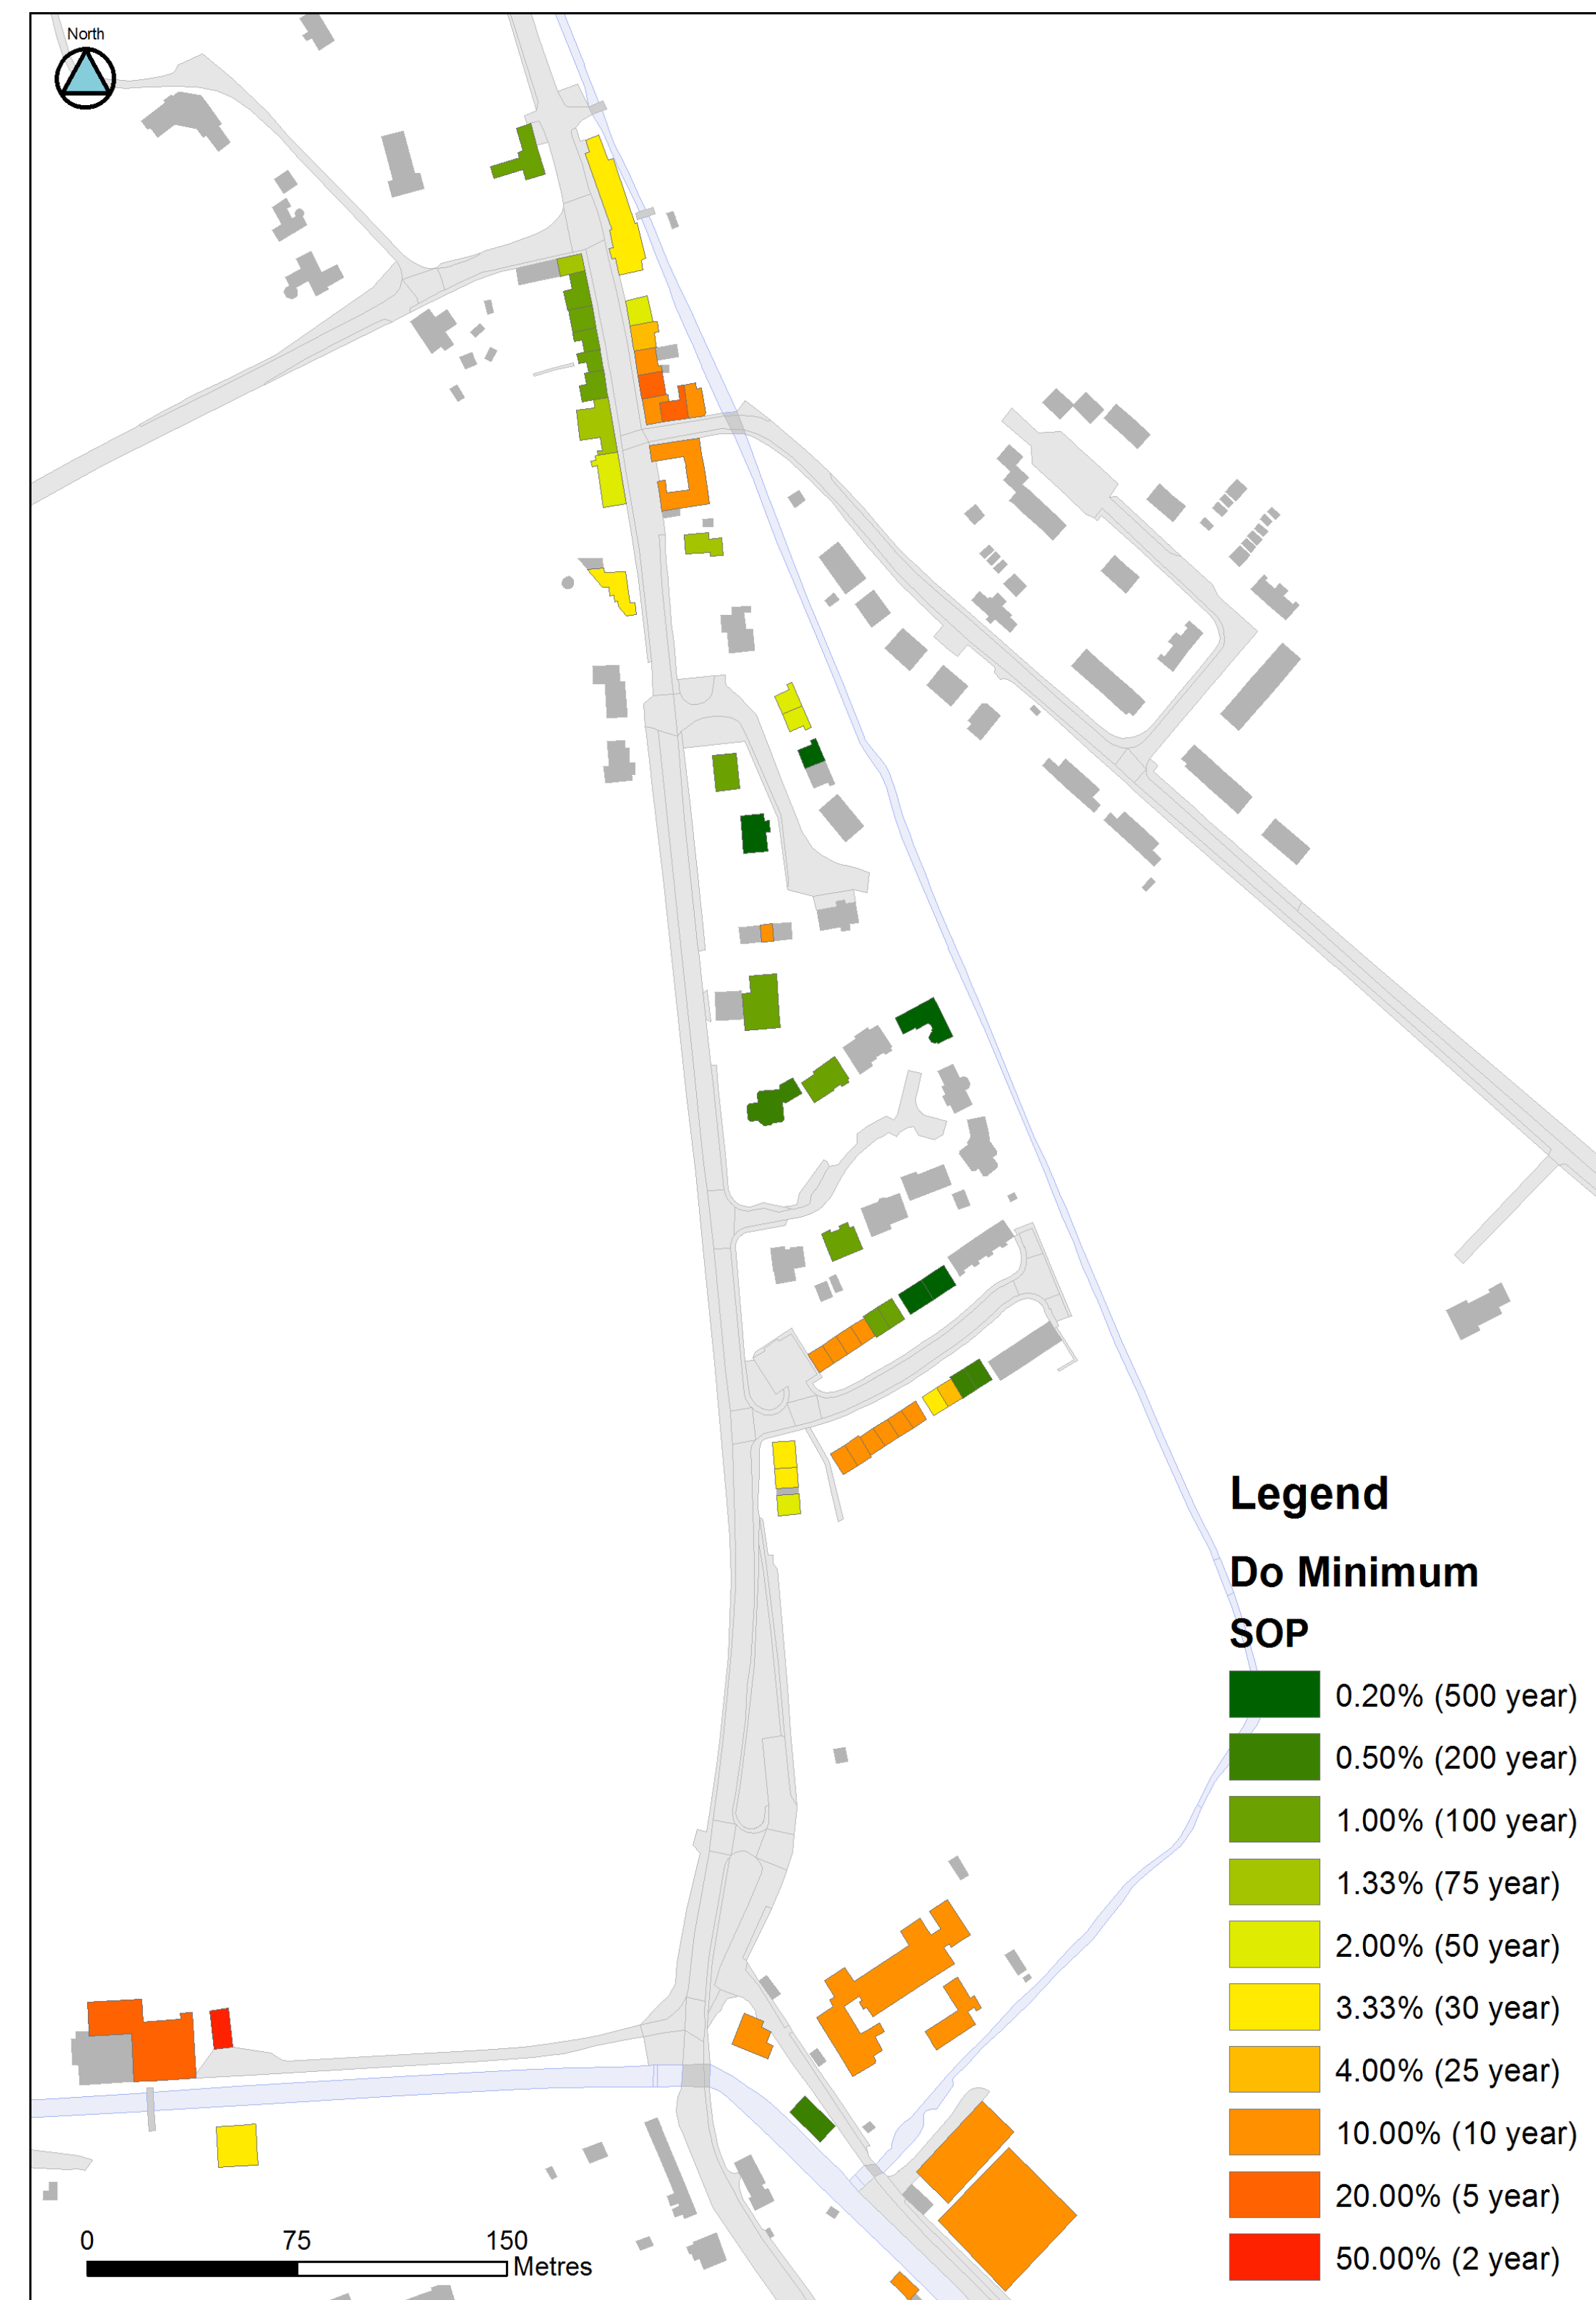 North
Legend
Do Minimum
SOP
0.20% (500 year)
0.50% (200 year)
1.00% (100 year)
1.33% (75 year)
2.00% (50 year)
3.33% (30 year)
4.00% (25 year)
10.00% (10 year)
20.00% (5 year)
50.00% (2 year)
0 75 150
Metres